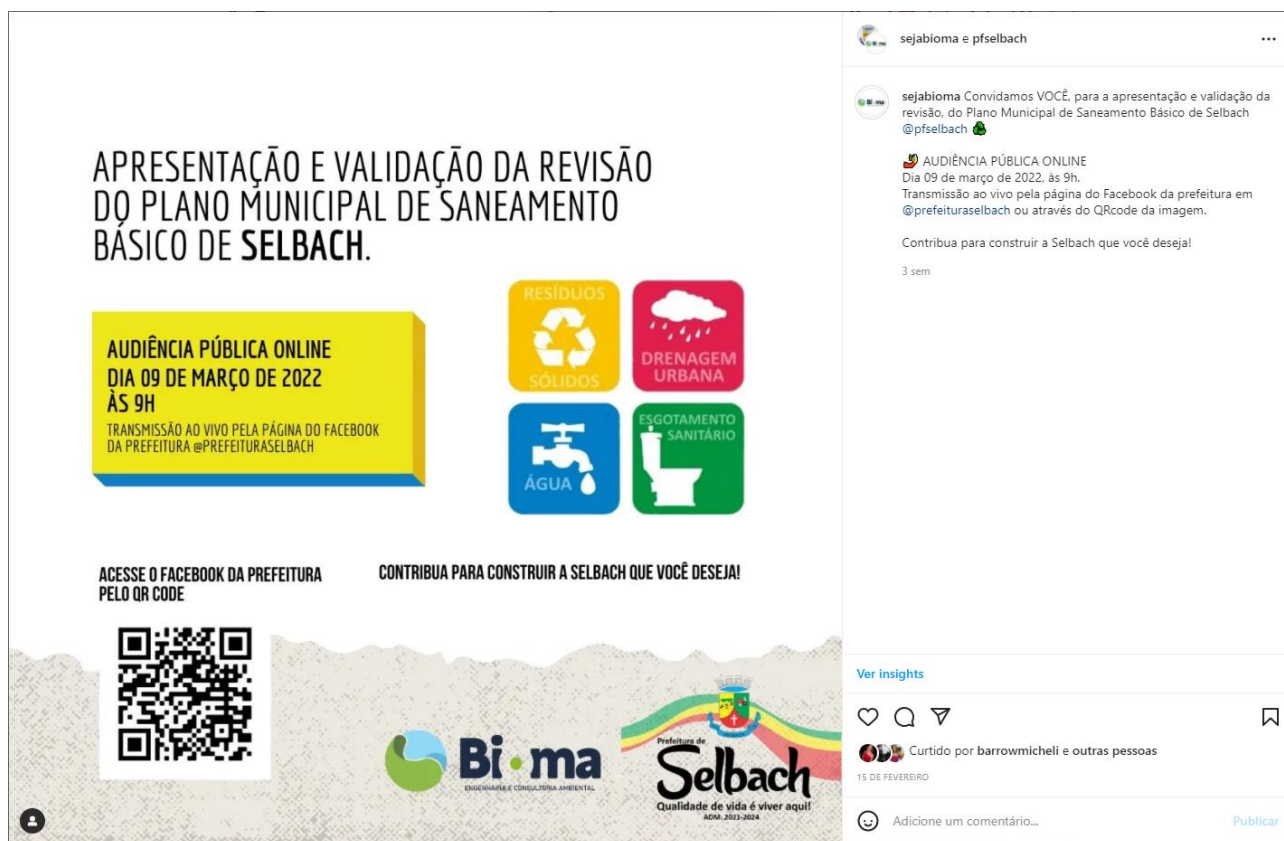 APRESENTAÇÃO E VALIDAÇÃO DA REVISÃO
DO PLANO MUNICIPAL DE SANEAMENTO
BÁSICO DE SELBACH.
AUDIÊNCIA PÚBLICA ONLINE
DIA 09 DE MARÇO DE 2022
ÀS 9H
TRANSMISSÃO AO VIVO PELA PÁGINA DO FACEBOOK
DA PREFEITURA @PREFEITURASELBACH
RESÍDUOS
SÓLIDOS
DRENAGEM
URBANA
ÁGUA
ESGOTAMENTO
SANITÁRIO
ACESSE O FACEBOOK DA PREFEITURA
PELO QR CODE
CONTRIBUA PARA CONSTRUIR A SELBACH QUE VOCÊ DESEJA!
Bioma
ENGENHARIA E CONSULTORIA AMBIENTAL
Prefeitura de
Selbach
Qualidade de vida é viver aqui!
ADM. 2021-2024
sejabioma e pfselbach
sejabioma Convidamos VOCÊ, para a apresentação e validação da
revisão, do Plano Municipal de Saneamento Básico de Selbach
@pfselbach
AUDIÊNCIA PÚBLICA ONLINE
Dia 09 de março de 2022, às 9h.
Transmissão ao vivo pela página do Facebook da prefeitura em
@prefeituraselbach ou através do QRcode da imagem.
Contribua para construir a Selbach que você deseja!
3 sem
Ver insights
Curtido por barrowmicheli e outras pessoas
15 DE FEVEREIRO
Adicione um comentário...
Publicar